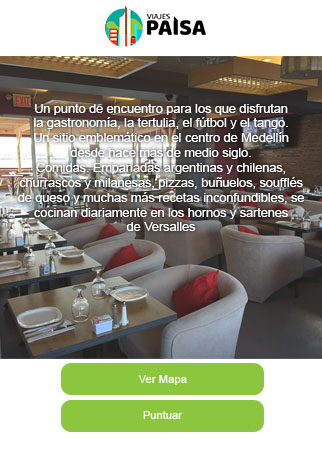 VIAJES
PAISA
Un punto de encuentro para los que disfrutan
la gastronomía, la tertulia, el fútbol y el tango.
Un sitio emblemático en el centro de Medellín
desde hace más de medio siglo.
Comidas: Empanadas argentinas y chilenas,
churrascos y milanesas, pizzas, buñuelos, soufflés
de queso y muchas más recetas inconfundibles, se
cocinan diariamente en los hornos y sartenes
de Versalles
Ver Mapa
Puntuar